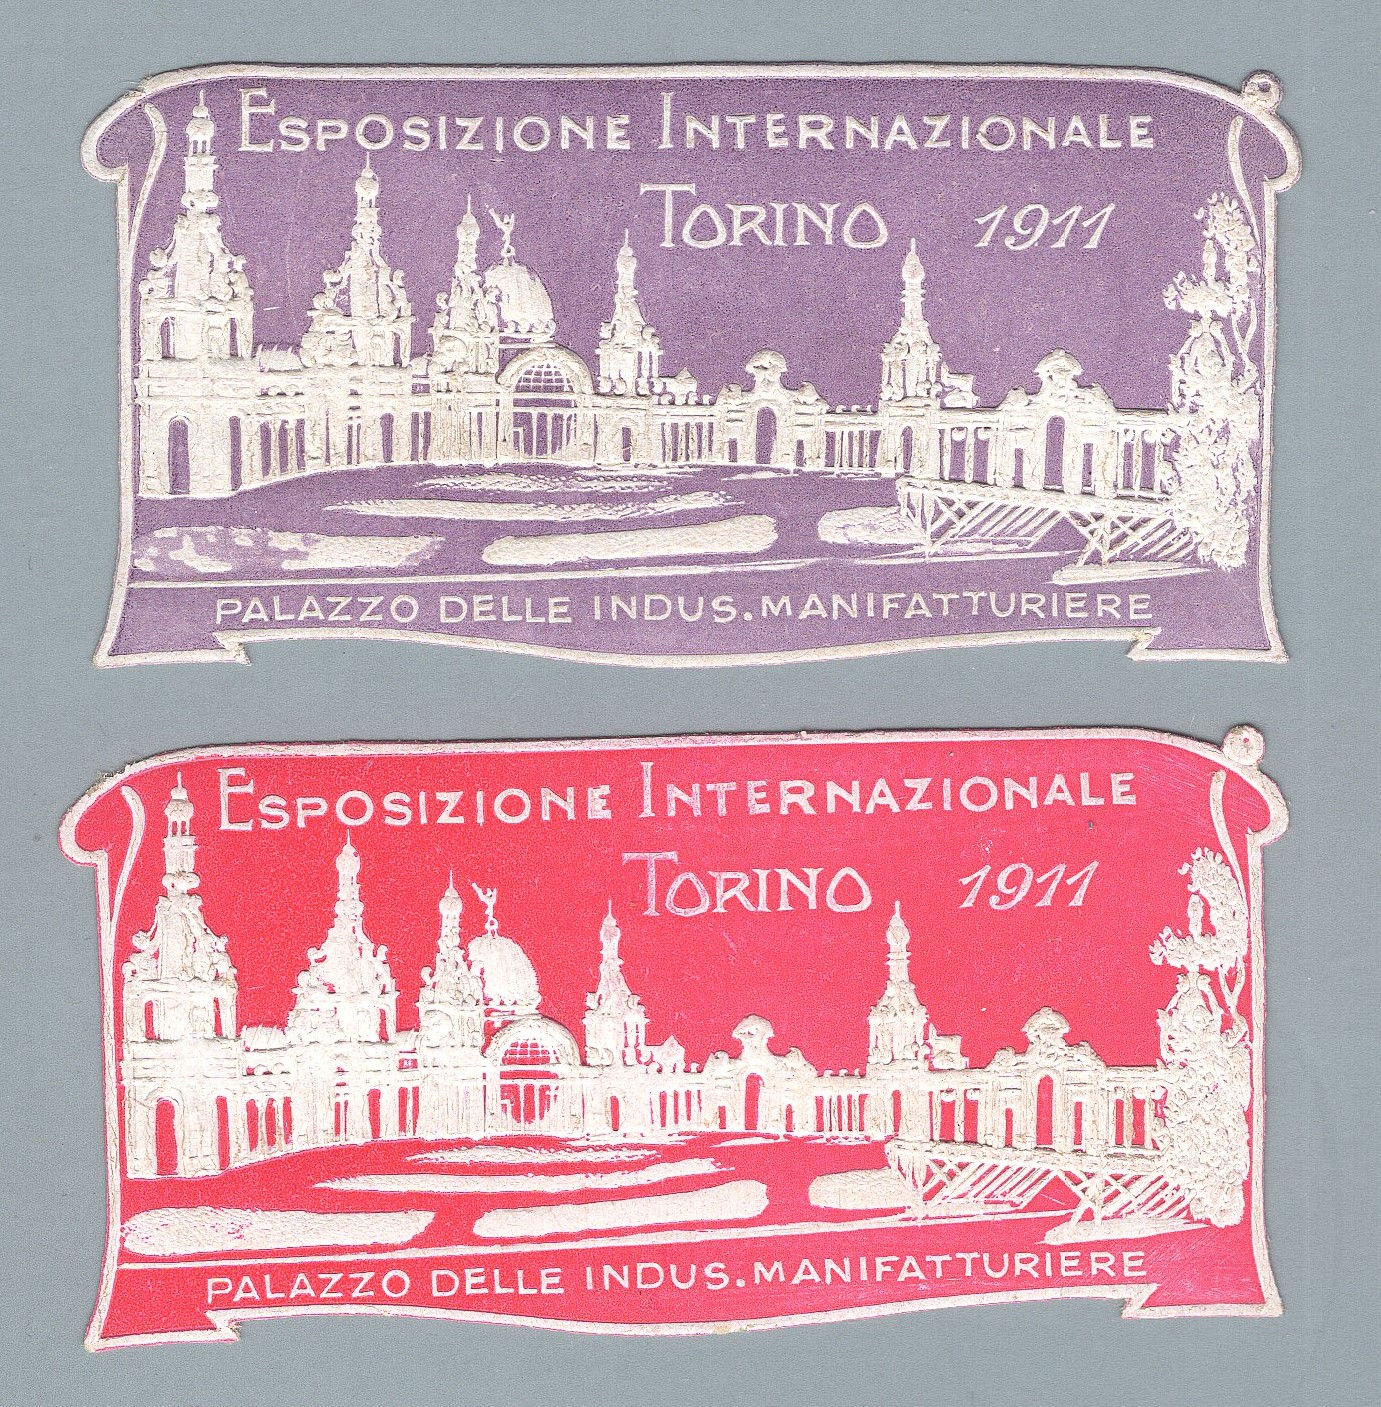 ESPOSIZIONE INTERNAZIONALE
TORINO 1911
PALAZZO DELLE INDUS. MANIFATTURIERE
ESPOSIZIONE INTERNAZIONALE
TORINO 1911
PALAZZO DELLE INDUS. MANIFATTURIERE